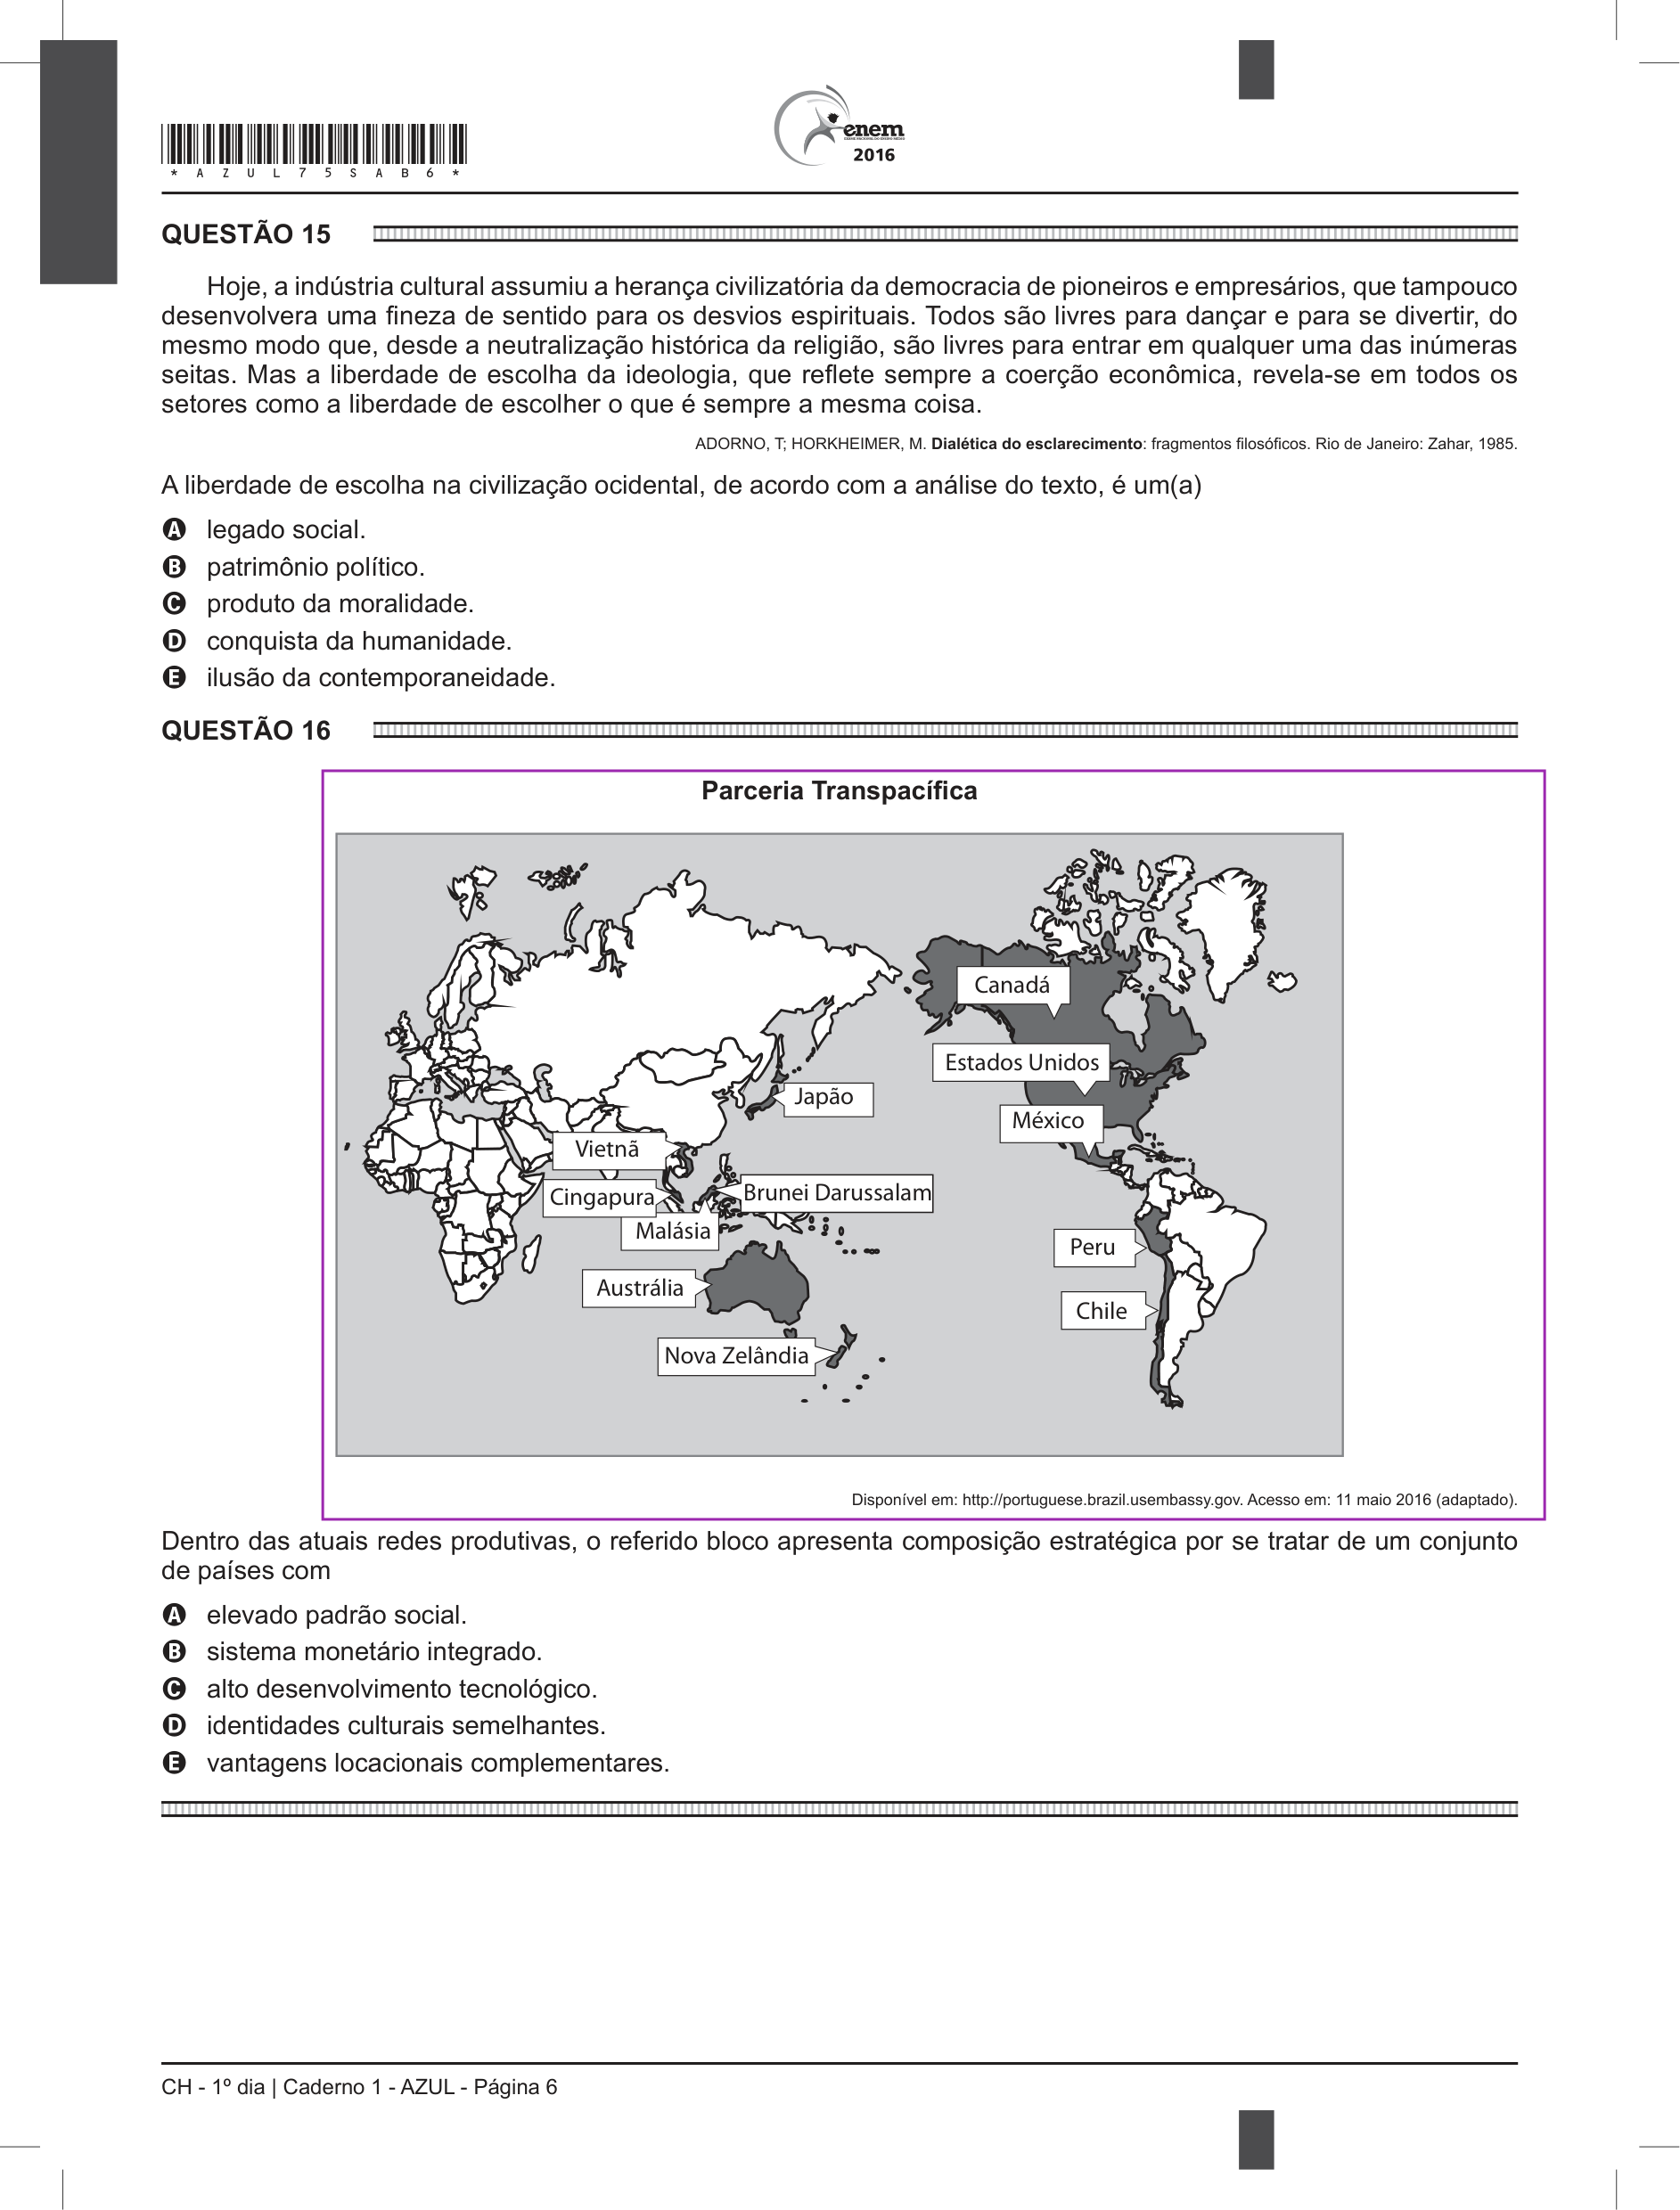 enem
2016
* A Z U L 7 5 S A B 6 *
QUESTÃO 15
Hoje, a indústria cultural assumiu a herança civilizatória da democracia de pioneiros e empresários, que tampouco
desenvolvera uma fineza de sentido para os desvios espirituais. Todos são livres para dançar e para se divertir, do
mesmo modo que, desde a neutralização histórica da religião, são livres para entrar em qualquer uma das inúmeras
seitas. Mas a liberdade de escolha da ideologia, que reflete sempre a coerção econômica, revela-se em todos os
setores como a liberdade de escolher o que é sempre a mesma coisa.
ADORNO, T; HORKHEIMER, M. Dialética do esclarecimento: fragmentos filosóficos. Rio de Janeiro: Zahar, 1985.
A liberdade de escolha na civilização ocidental, de acordo com a análise do texto, é um(a)
A legado social.
B patrimônio político.
C produto da moralidade.
D conquista da humanidade.
E ilusão da contemporaneidade.
QUESTÃO 16
Parceria Transpacífica
Canadá
Estados Unidos
Japão
México
Vietnã
Cingapura
Brunei Darussalam
Malásia
Peru
Austrália
Chile
Nova Zelândia
Disponível em: http://portuguese.brazil.usembassy.gov. Acesso em: 11 maio 2016 (adaptado).
Dentro das atuais redes produtivas, o referido bloco apresenta composição estratégica por se tratar de um conjunto
de países com
A elevado padrão social.
B sistema monetário integrado.
C alto desenvolvimento tecnológico.
D identidades culturais semelhantes.
E vantagens locacionais complementares.
CH - 1º dia | Caderno 1 - AZUL - Página 6